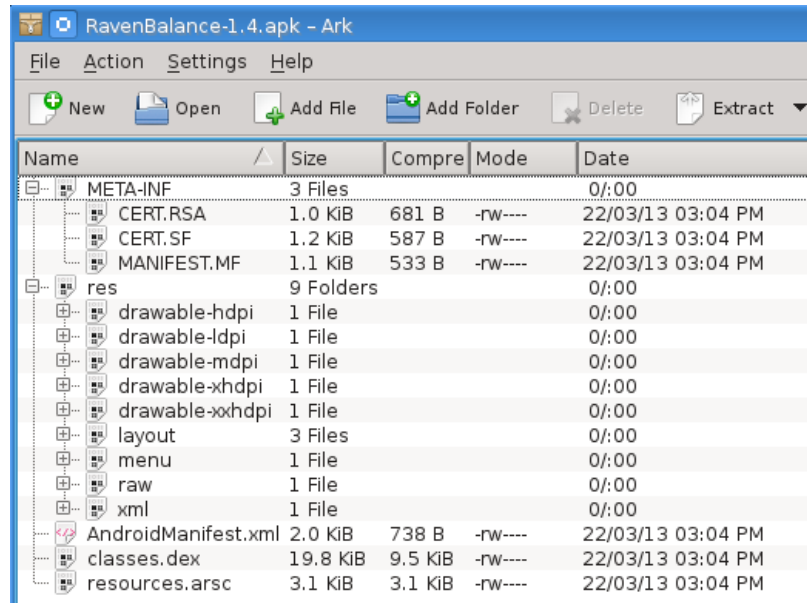 RavenBalance-1.4.apk – Ark
File Action Settings Help
New Open Add File Add Folder Delete Extract
Name Size Compre Mode Date
META-INF 3 Files 0/:00
CERT.RSA 1.0 KiB 681 B -rw---- 22/03/13 03:04 PM
CERT.SF 1.2 KiB 587 B -rw---- 22/03/13 03:04 PM
MANIFEST.MF 1.1 KiB 533 B -rw---- 22/03/13 03:04 PM
res 9 Folders 0/:00
drawable-hdpi 1 File 0/:00
drawable-ldpi 1 File 0/:00
drawable-mdpi 1 File 0/:00
drawable-xhdpi 1 File 0/:00
drawable-xxhdpi 1 File 0/:00
layout 3 Files 0/:00
menu 1 File 0/:00
raw 1 File 0/:00
xml 1 File 0/:00
AndroidManifest.xml 2.0 KiB 738 B -rw---- 22/03/13 03:04 PM
classes.dex 19.8 KiB 9.5 KiB -rw---- 22/03/13 03:04 PM
resources.arsc 3.1 KiB 3.1 KiB -rw---- 22/03/13 03:04 PM